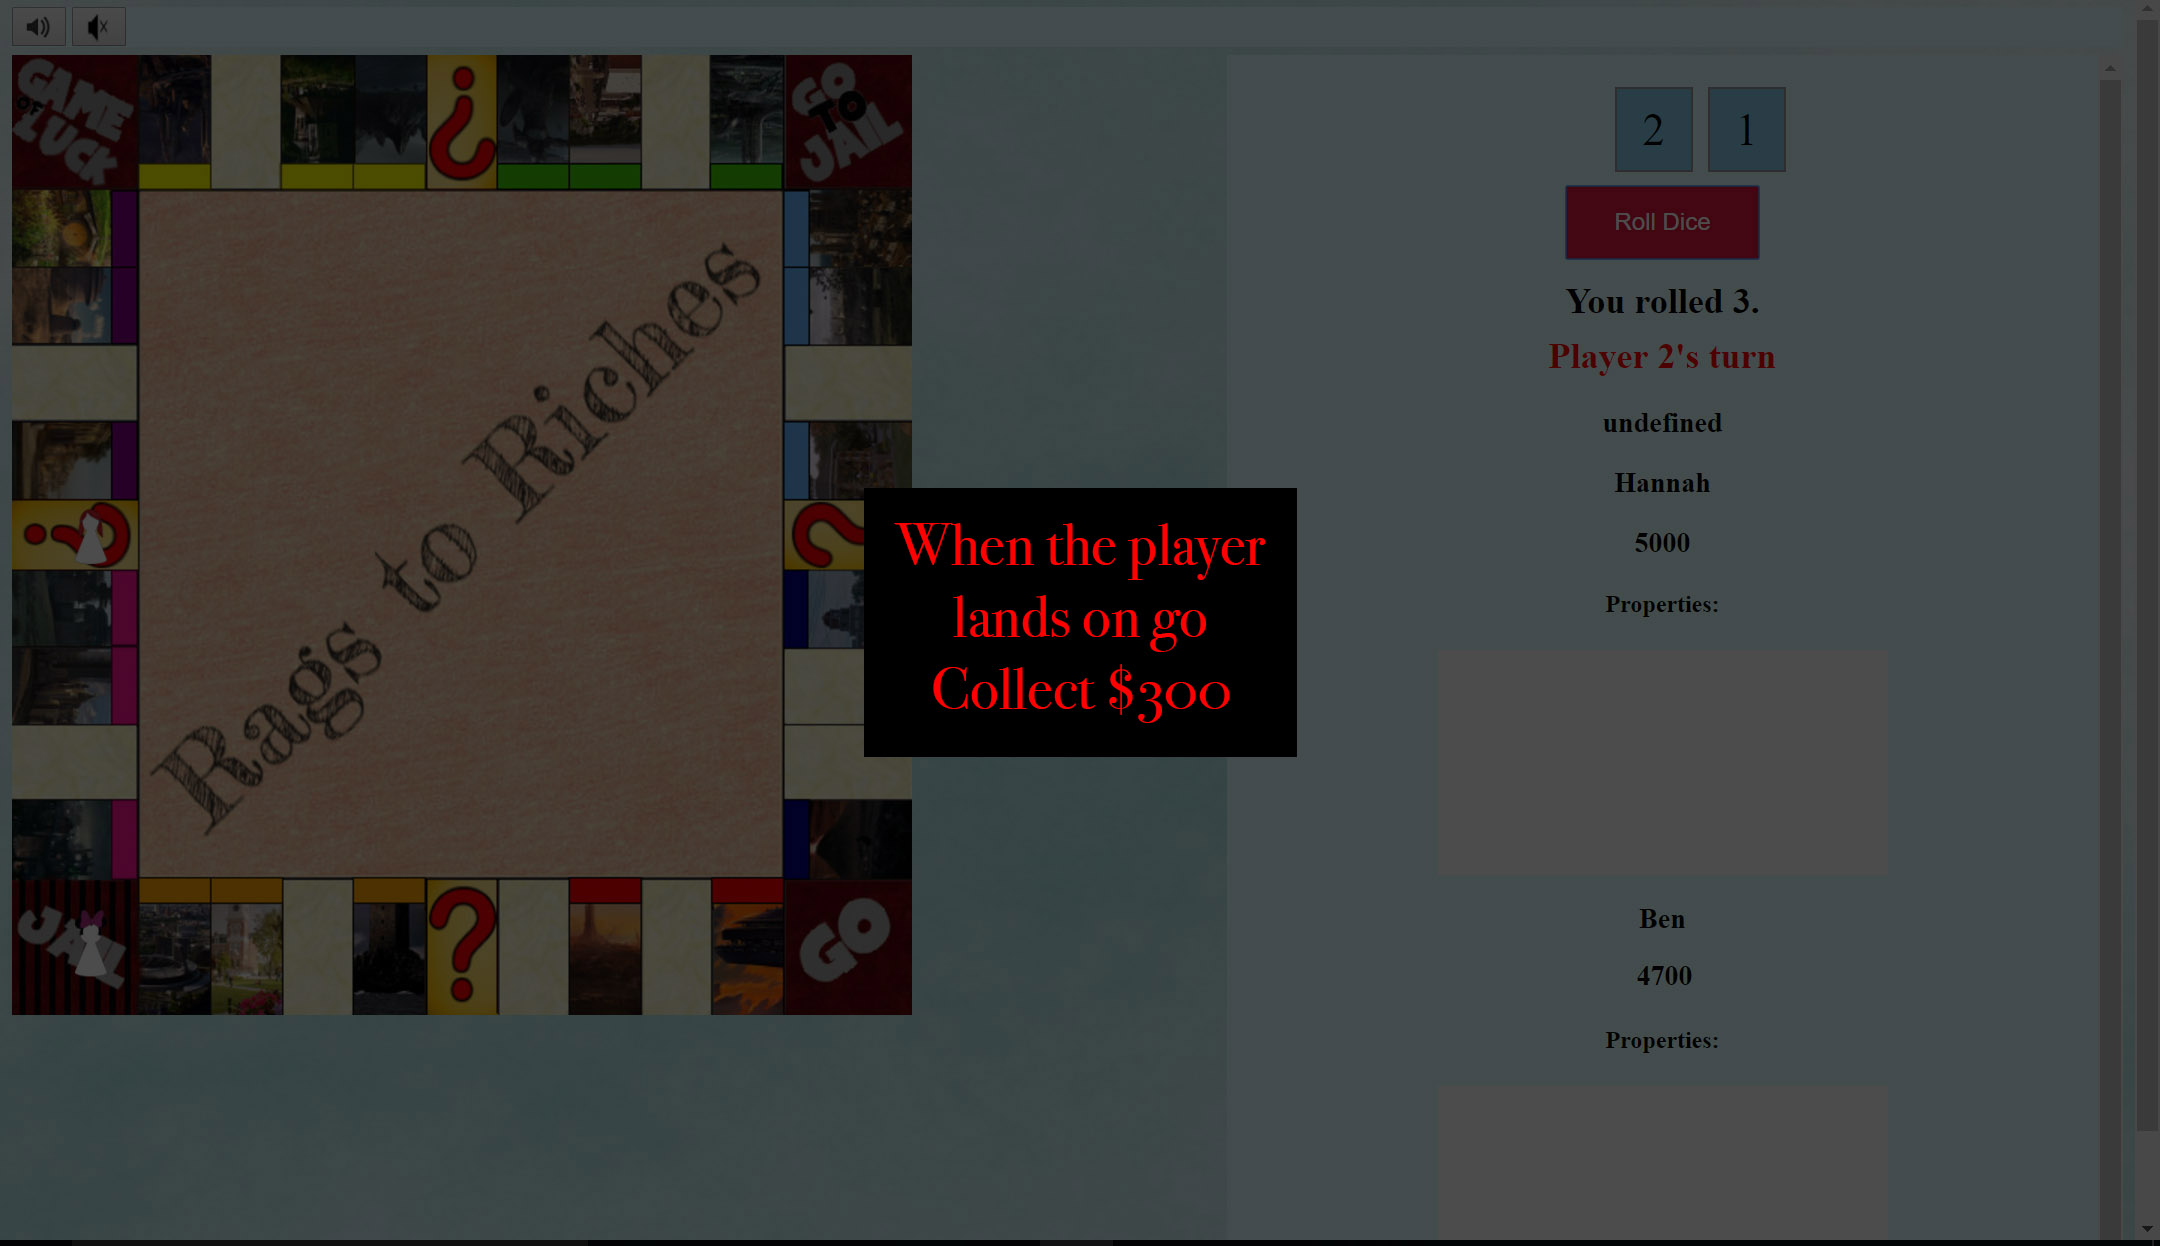 GAME
OF
LUCK
GO
TO
JAIL
2 1
Roll Dice
You rolled 3.
Player 2's turn
undefined
Hannah
5000
Properties:
Rags to Riches
When the player
lands on go
Collect $300
Ben
4700
Properties:
JAIL
GO